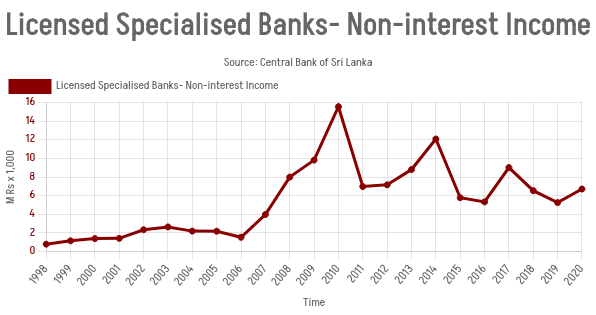 Licensed Specialised Banks- Non-interest Income
Source: Central Bank of Sri Lanka
Licensed Specialised Banks- Non-interest Income
16
14
12
10
8
6
4
2
0
M Rs x 1,000
1998 1999 2000 2001 2002 2003 2004 2005 2006 2007 2008 2009 2010 2011 2012 2013 2014 2015 2016 2017 2018 2019 2020
Time